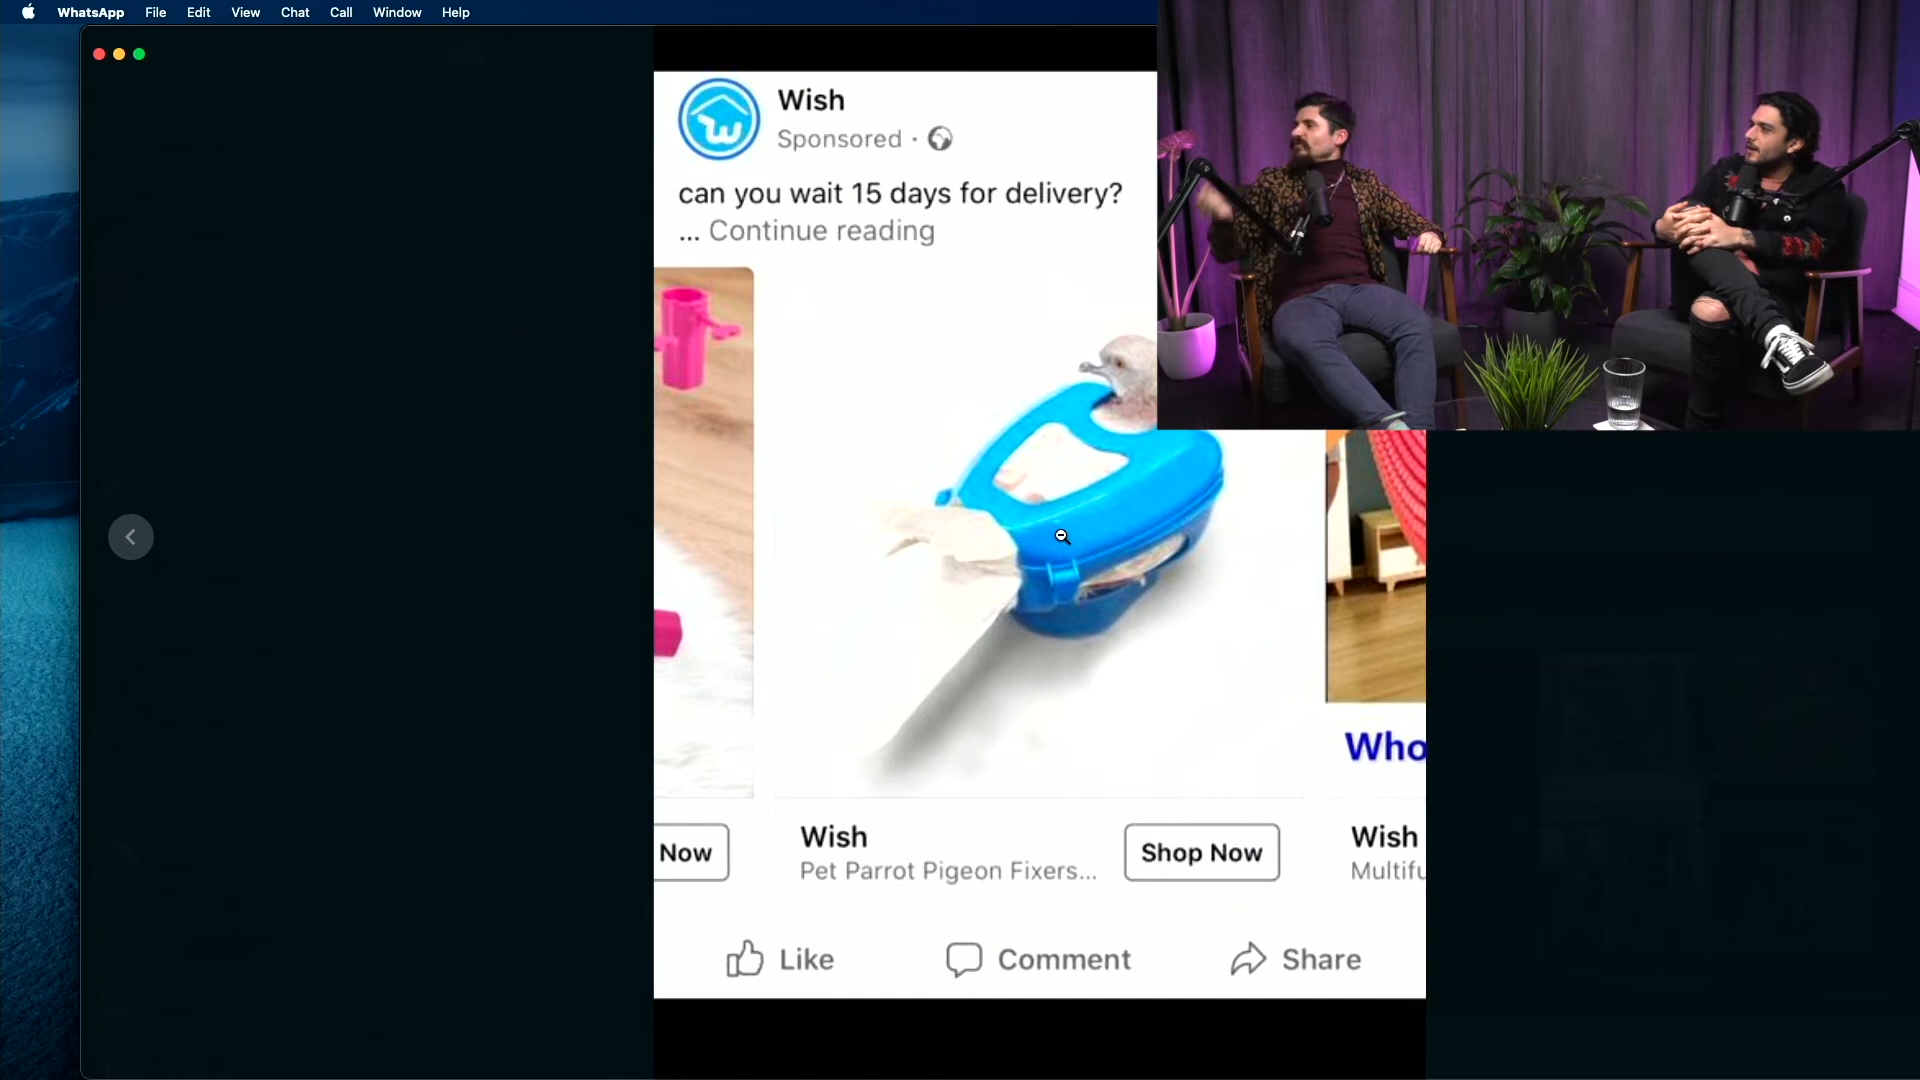 WhatsApp File Edit View Chat Call Window Help
Wish
Sponsored ·
can you wait 15 days for delivery?
... Continue reading
Who
Now
Wish
Pet Parrot Pigeon Fixers...
Shop Now
Wish
Multifu
Like
Comment
Share